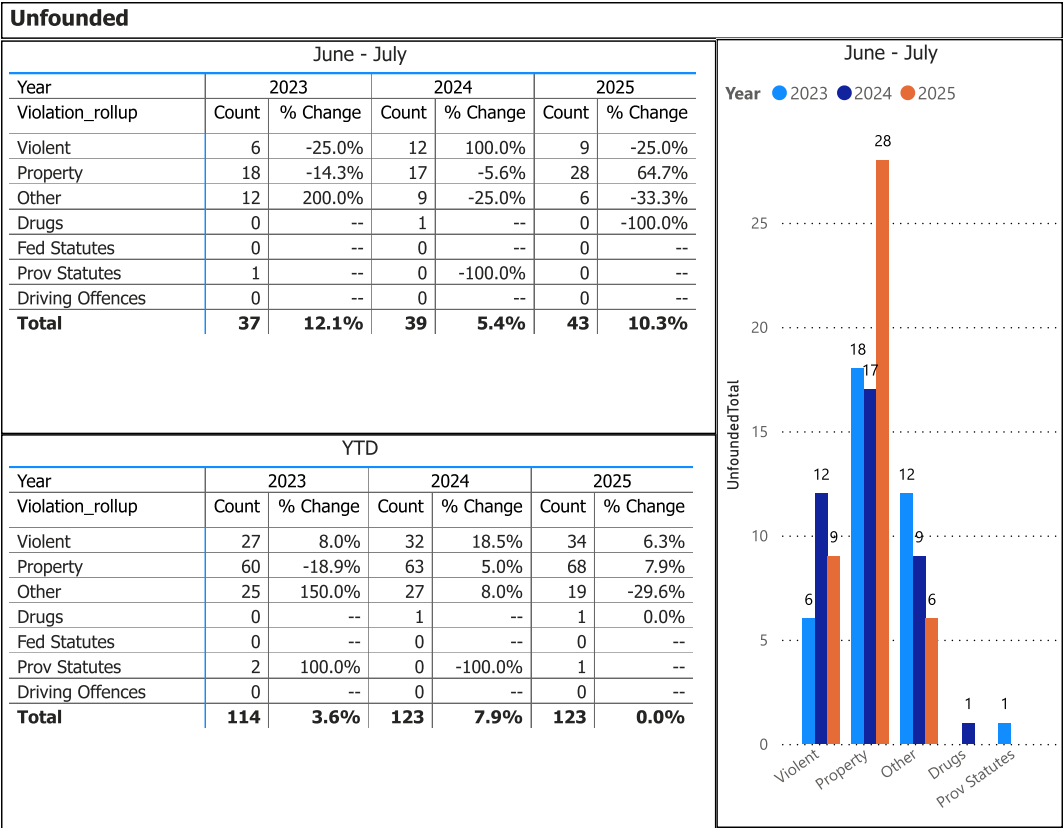 Unfounded
June - July
Year 2023 2024 2025
Violation_rollup Count % Change Count % Change Count % Change
Violent 6 -25.0% 12 100.0% 9 -25.0%
Property 18 -14.3% 17 -5.6% 28 64.7%
Other 12 200.0% 9 -25.0% 6 -33.3%
Drugs 0 -- 1 -- 0 -100.0%
Fed Statutes 0 -- 0 -- 0 --
Prov Statutes 1 -- 0 -100.0% 0 --
Driving Offences 0 -- 0 -- 0 --
Total 37 12.1% 39 5.4% 43 10.3%
YTD
Year 2023 2024 2025
Violation_rollup Count % Change Count % Change Count % Change
Violent 27 8.0% 32 18.5% 34 6.3%
Property 60 -18.9% 63 5.0% 68 7.9%
Other 25 150.0% 27 8.0% 19 -29.6%
Drugs 0 -- 1 -- 1 0.0%
Fed Statutes 0 -- 0 -- 0 --
Prov Statutes 2 100.0% 0 -100.0% 1 --
Driving Offences 0 -- 0 -- 0 --
Total 114 3.6% 123 7.9% 123 0.0%
June - July
Year 2023 2024 2025
UnfoundedTotal
25
20
15
10
5
0
6 12 9
18 17 28
12 9 6
1
1
Violent Property Other Drugs Prov Statutes